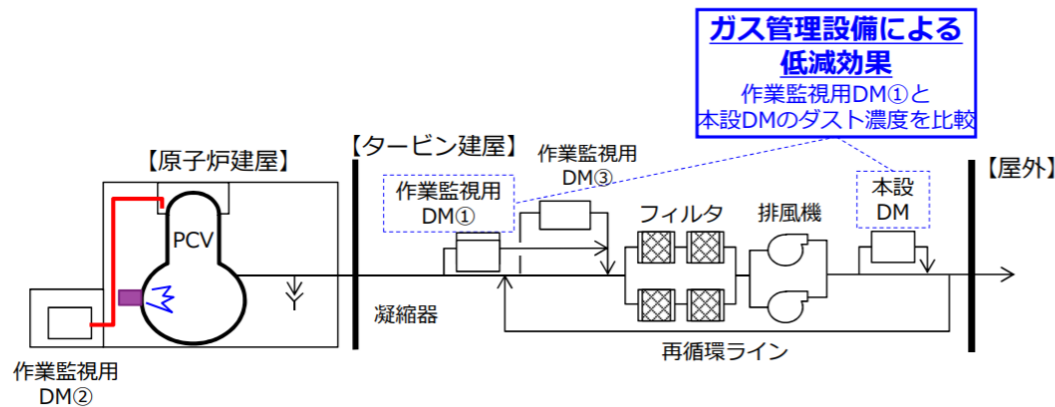 ガス管理設備による
低減効果
作業監視用DM①と
本設DMのダスト濃度を比較
【原子炉建屋】
【タービン建屋】
作業監視用
DM③
【屋外】
作業監視用
DM①
本設
DM
フィルタ
排風機
PCV
凝縮器
再循環ライン
作業監視用
DM②